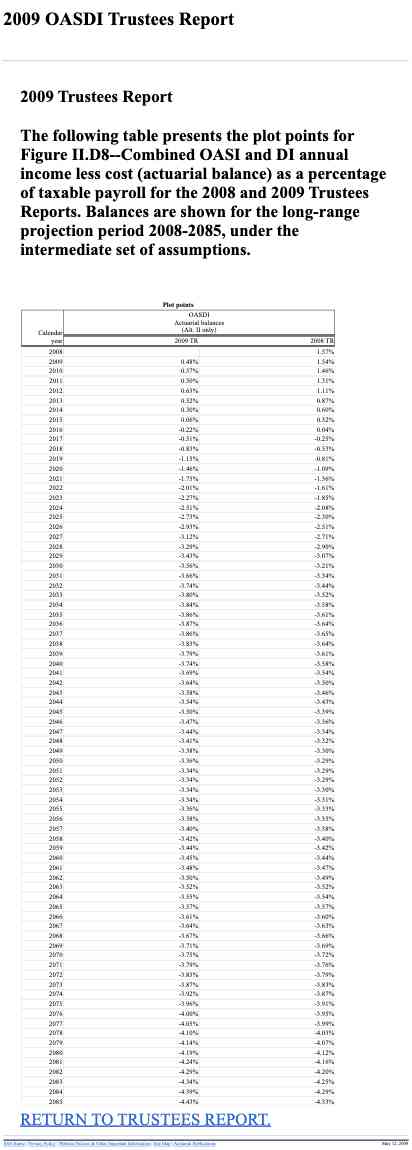 2009 OASDI Trustees Report
2009 Trustees Report
The following table presents the plot points for
Figure II.D8--Combined OASI and DI annual
income less cost (actuarial balance) as a percentage
of taxable payroll for the 2008 and 2009 Trustees
Reports. Balances are shown for the long-range
projection period 2008-2085, under the
intermediate set of assumptions.
Plot points
Calendar year
OASDI
Actuarial balances
(Alt. II only)
2009 TR 2008 TR
2008 1.57%
2009 0.48% 1.54%
2010 0.57% 1.46%
2011 0.50% 1.31%
2012 0.63% 1.11%
2013 0.52% 0.87%
2014 0.30% 0.60%
2015 0.06% 0.32%
2016 -0.22% 0.04%
2017 -0.51% -0.25%
2018 -0.83% -0.53%
2019 -1.15% -0.81%
2020 -1.46% -1.09%
2021 -1.75% -1.36%
2022 -2.01% -1.61%
2023 -2.27% -1.85%
2024 -2.51% -2.08%
2025 -2.73% -2.30%
2026 -2.93% -2.51%
2027 -3.12% -2.71%
2028 -3.29% -2.90%
2029 -3.43% -3.07%
2030 -3.56% -3.21%
2031 -3.66% -3.34%
2032 -3.74% -3.44%
2033 -3.80% -3.52%
2034 -3.84% -3.58%
2035 -3.86% -3.61%
2036 -3.87% -3.64%
2037 -3.86% -3.65%
2038 -3.83% -3.64%
2039 -3.79% -3.61%
2040 -3.74% -3.58%
2041 -3.69% -3.54%
2042 -3.64% -3.50%
2043 -3.58% -3.46%
2044 -3.54% -3.43%
2045 -3.50% -3.39%
2046 -3.47% -3.36%
2047 -3.44% -3.34%
2048 -3.41% -3.32%
2049 -3.38% -3.30%
2050 -3.36% -3.29%
2051 -3.34% -3.29%
2052 -3.34% -3.29%
2053 -3.34% -3.30%
2054 -3.34% -3.31%
2055 -3.36% -3.33%
2056 -3.38% -3.35%
2057 -3.40% -3.38%
2058 -3.42% -3.40%
2059 -3.44% -3.42%
2060 -3.45% -3.44%
2061 -3.48% -3.47%
2062 -3.50% -3.49%
2063 -3.52% -3.52%
2064 -3.55% -3.54%
2065 -3.57% -3.57%
2066 -3.61% -3.60%
2067 -3.64% -3.63%
2068 -3.67% -3.66%
2069 -3.71% -3.69%
2070 -3.75% -3.72%
2071 -3.79% -3.76%
2072 -3.83% -3.79%
2073 -3.87% -3.83%
2074 -3.92% -3.87%
2075 -3.96% -3.91%
2076 -4.00% -3.95%
2077 -4.05% -3.99%
2078 -4.10% -4.03%
2079 -4.14% -4.07%
2080 -4.19% -4.12%
2081 -4.24% -4.16%
2082 -4.29% -4.20%
2083 -4.34% -4.25%
2084 -4.39% -4.29%
2085 -4.43% -4.33%
RETURN TO TRUSTEES REPORT.
May 12, 2009